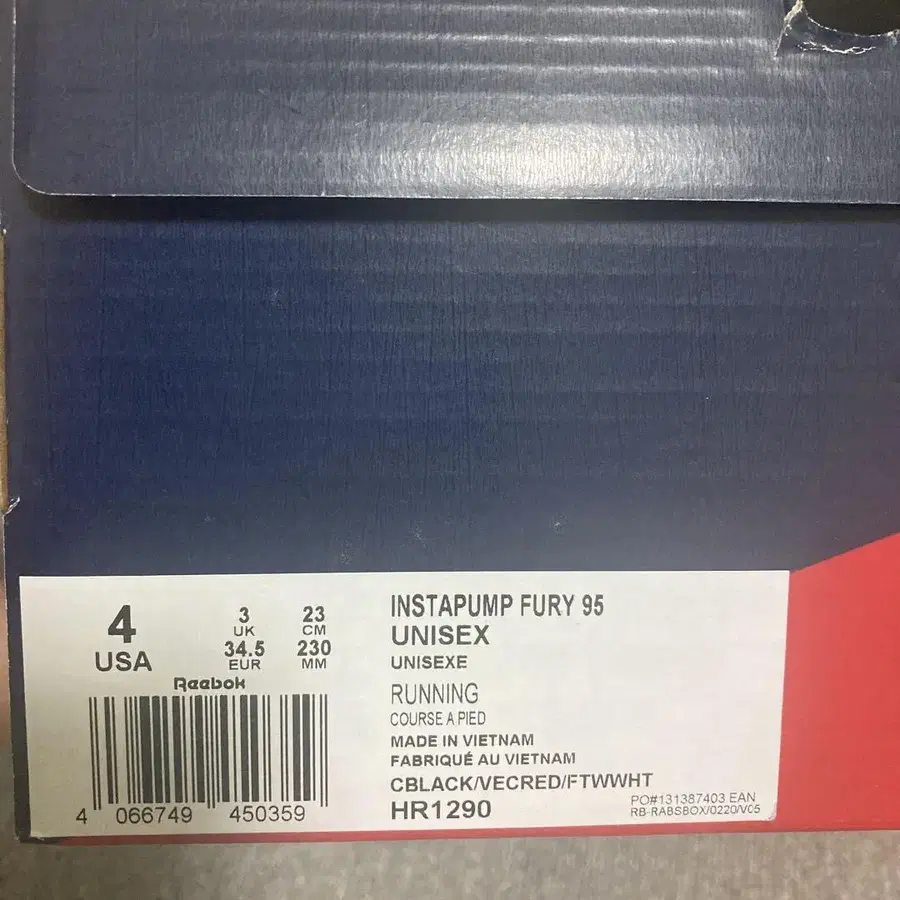 4
USA
3
UK
34.5
EUR
23
CM
230
MM
Reebok
4 066749 450359
INSTAPUMP FURY 95
UNISEX
UNISEXE
RUNNING
COURSE A PIED
MADE IN VIETNAM
FABRIQUÉ AU VIETNAM
CBLACK/VECRED/FTWWHT
HR1290
PO#131387403 EAN
RB-RABSBOX/0220/V05